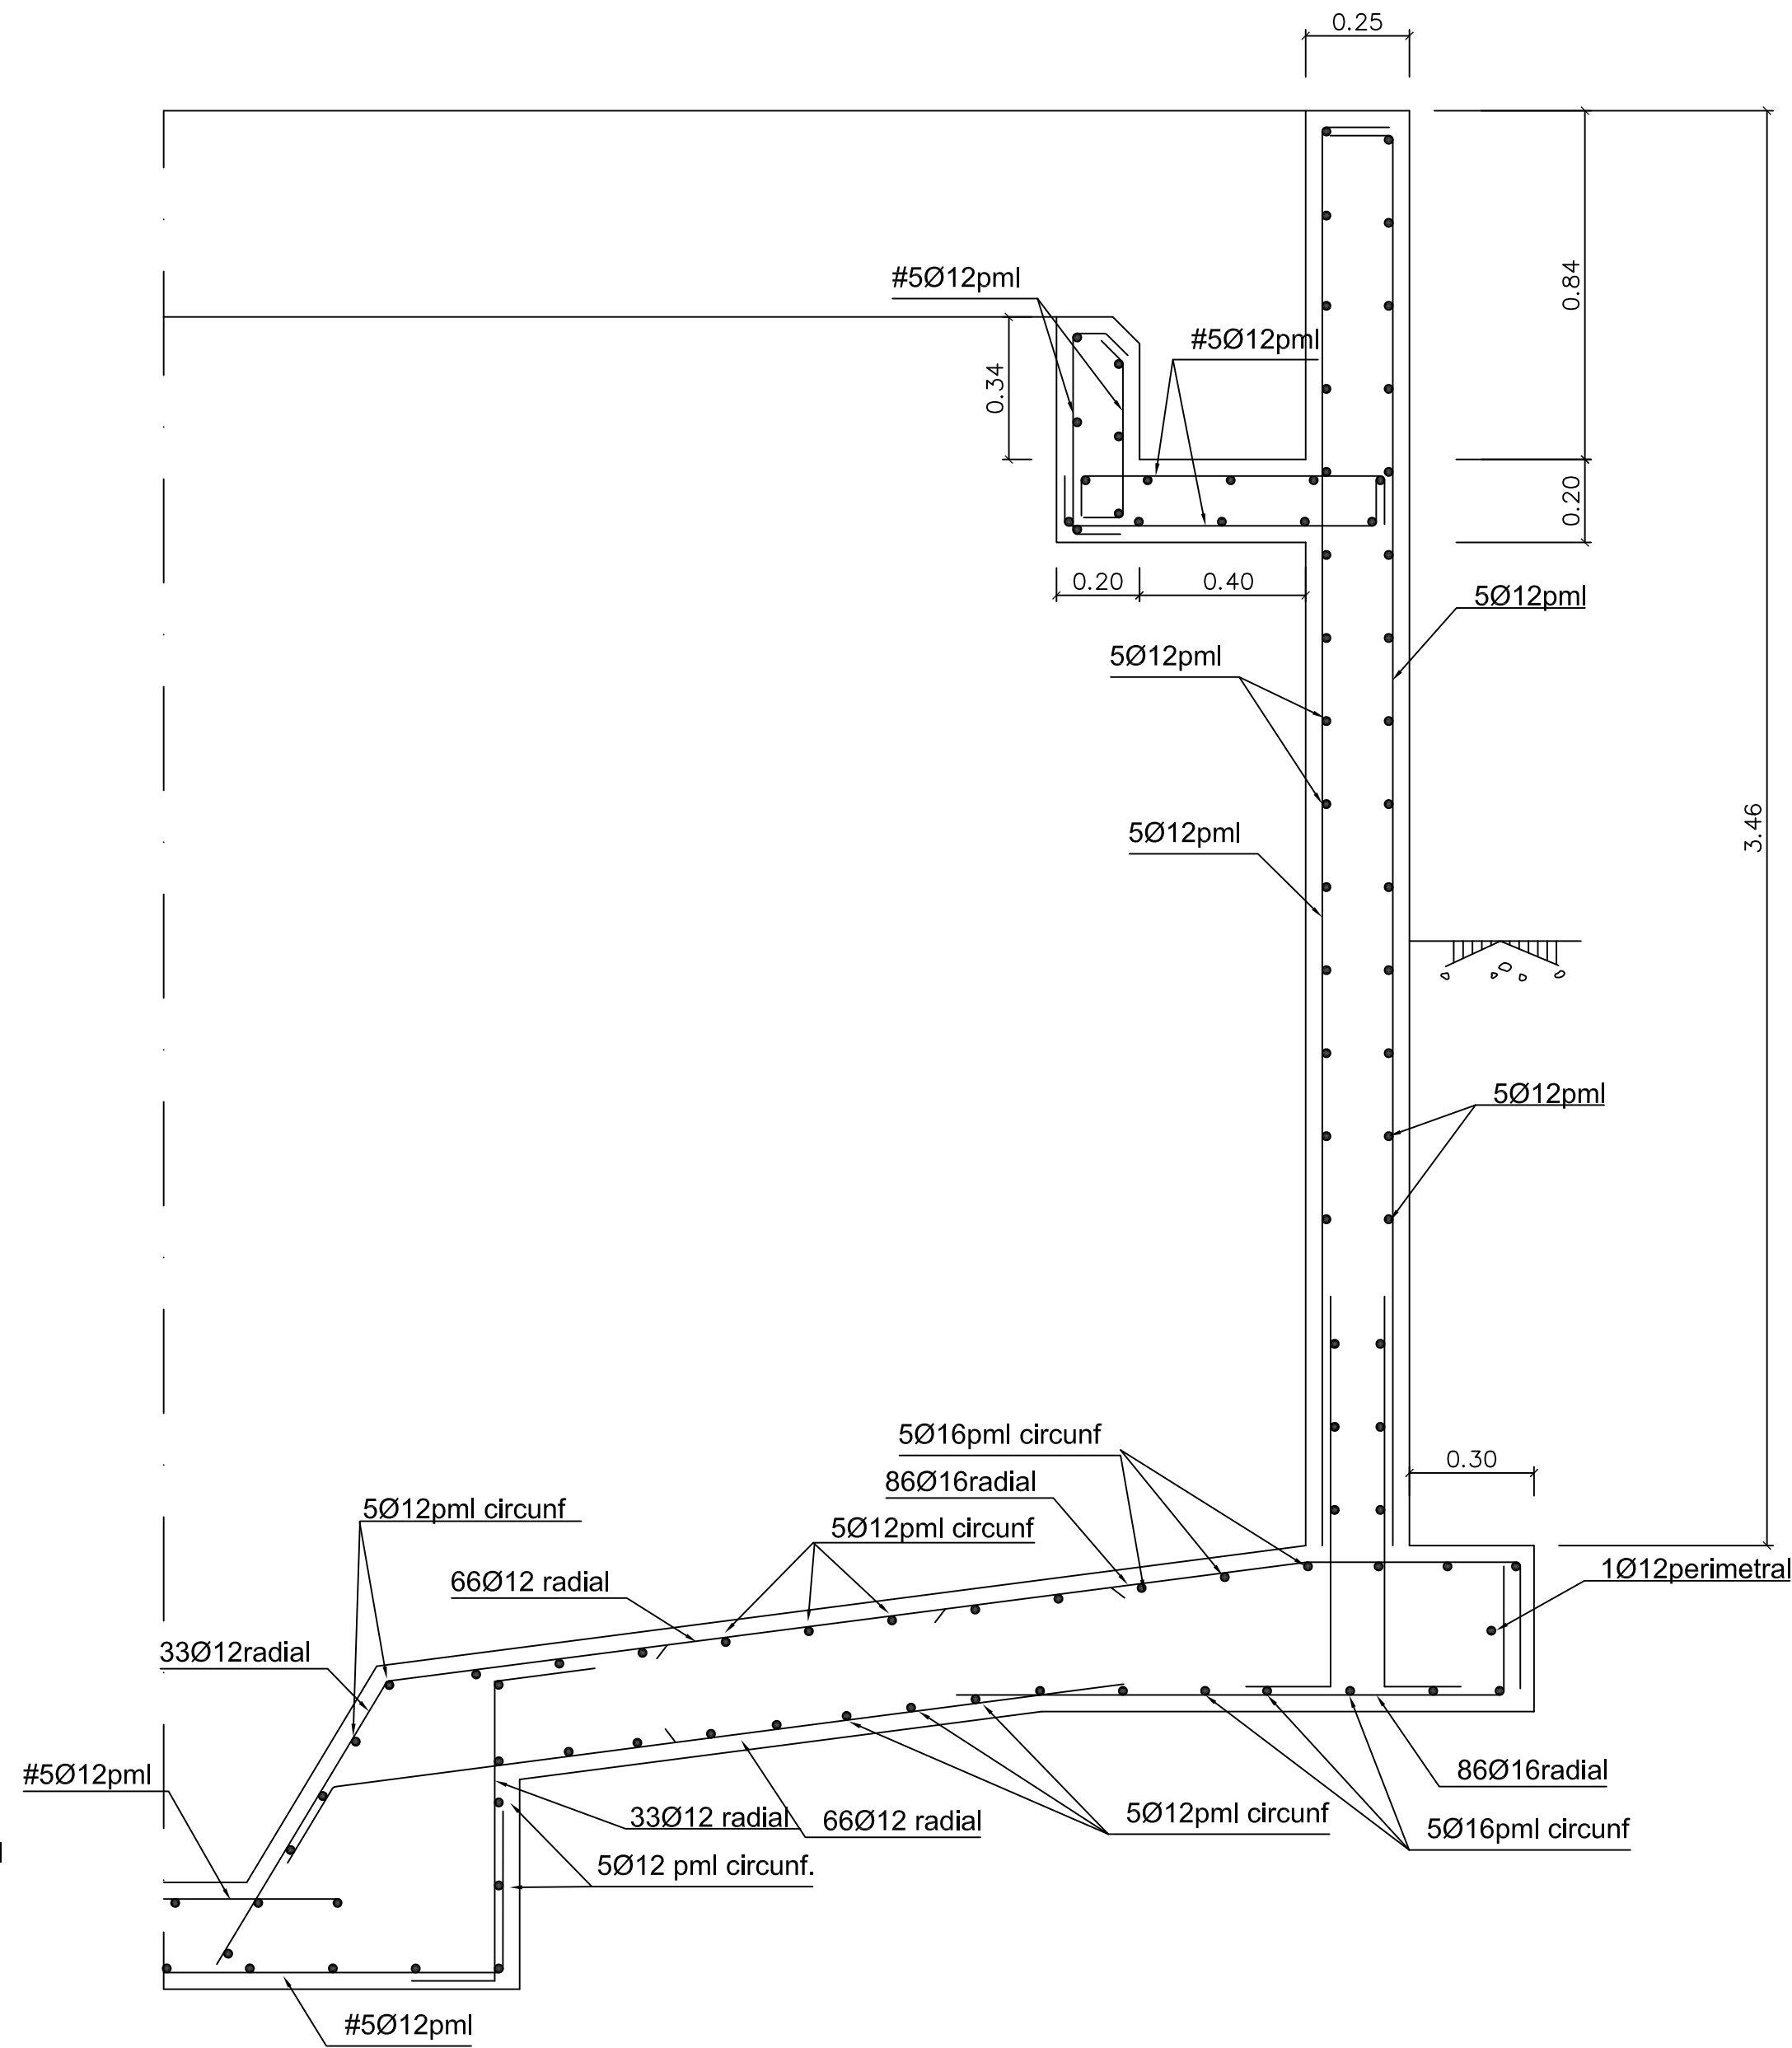 0.25
#5Ø12pml
0.84
#5Ø12pml
0.34
0.20
0.20
0.40
5Ø12pml
5Ø12pml
3.46
5Ø12pml
5Ø12pml
5Ø16pml circunf
0.30
86Ø16radial
5Ø12pml circunf
5Ø12pml circunf
1Ø12perimetral
66Ø12 radial
33Ø12radial
#5Ø12pml
86Ø16radial
33Ø12 radial
66Ø12 radial
5Ø12pml circunf
5Ø16pml circunf
5Ø12 pml circunf.
#5Ø12pml